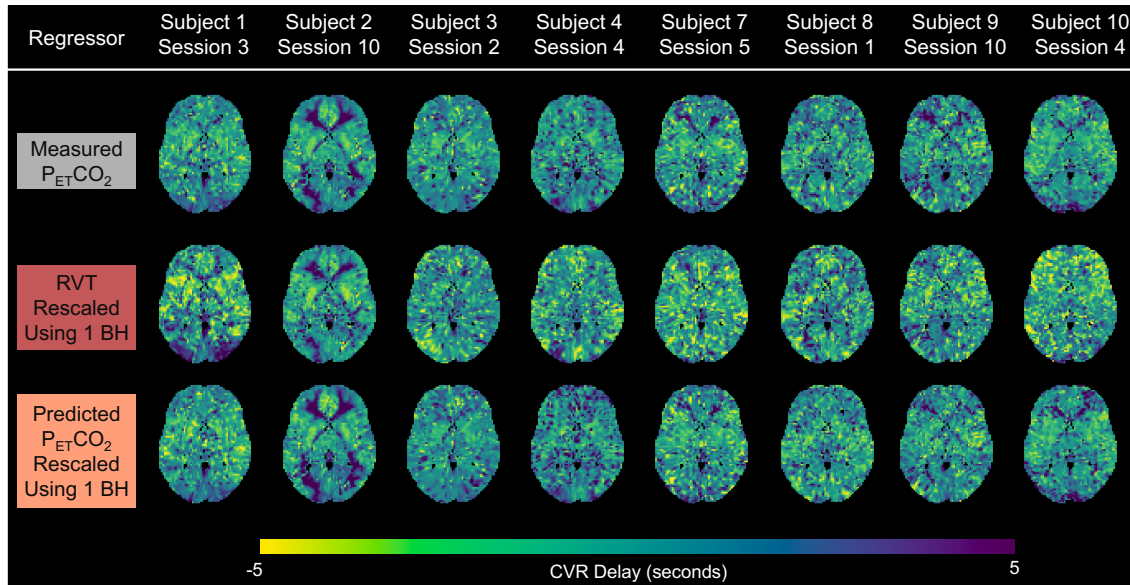 Regressor
Subject 1
Session 3
Subject 2
Session 10
Subject 3
Session 2
Subject 4
Session 4
Subject 7
Session 5
Subject 8
Session 1
Subject 9
Session 10
Subject 10
Session 4
Measured
P_ETCO₂
RVT
Rescaled
Using 1 BH
Predicted
P_ETCO₂
Rescaled
Using 1 BH
-5
CVR Delay (seconds)
5